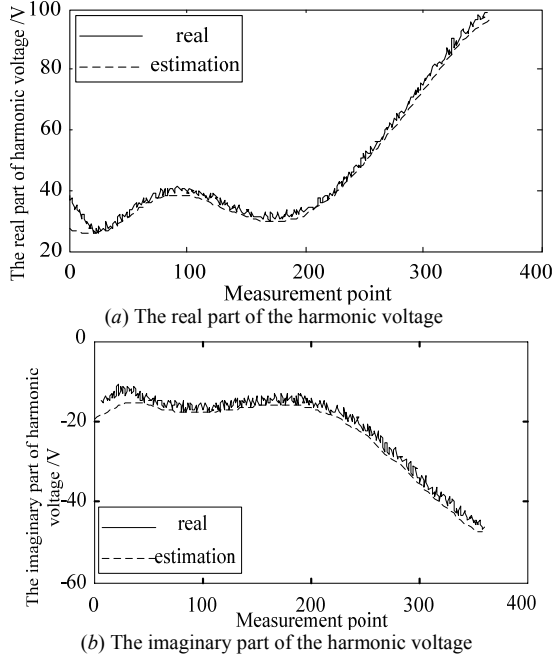 The real part of harmonic voltage /V
100
80
60
40
20
real
estimation
0
100
200
300
400
Measurement point
(a) The real part of the harmonic voltage
The imaginary part of harmonic
voltage /V
0
-20
-40
-60
real
estimation
0
100
200
300
400
Measurement point
(b) The imaginary part of the harmonic voltage